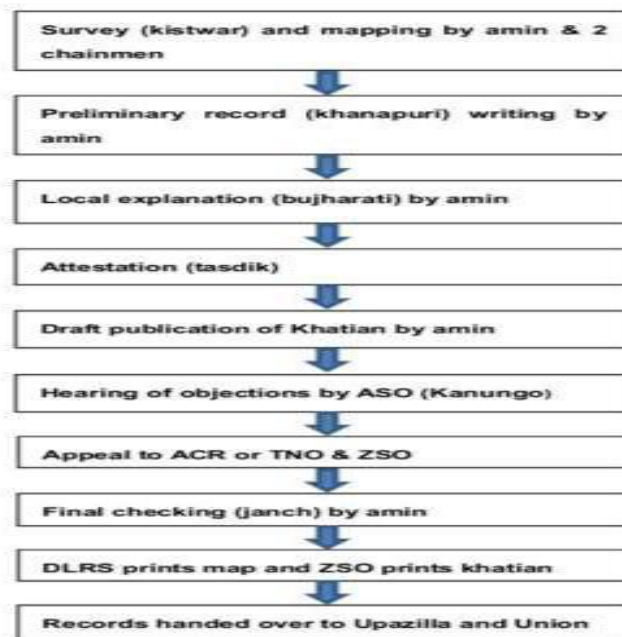 Survey (kistwar) and mapping by amin & 2
chainmen
Preliminary record (khanapuri) writing by
amin
Local explanation (bujharati) by amin
Attestation (tasdik)
Draft publication of Khatian by amin
Hearing of objections by ASO (Kanungo)
Appeal to ACR or TNO & ZSO
Final checking (janch) by amin
DLRS prints map and ZSO prints khatian
Records handed over to Upazilla and Union